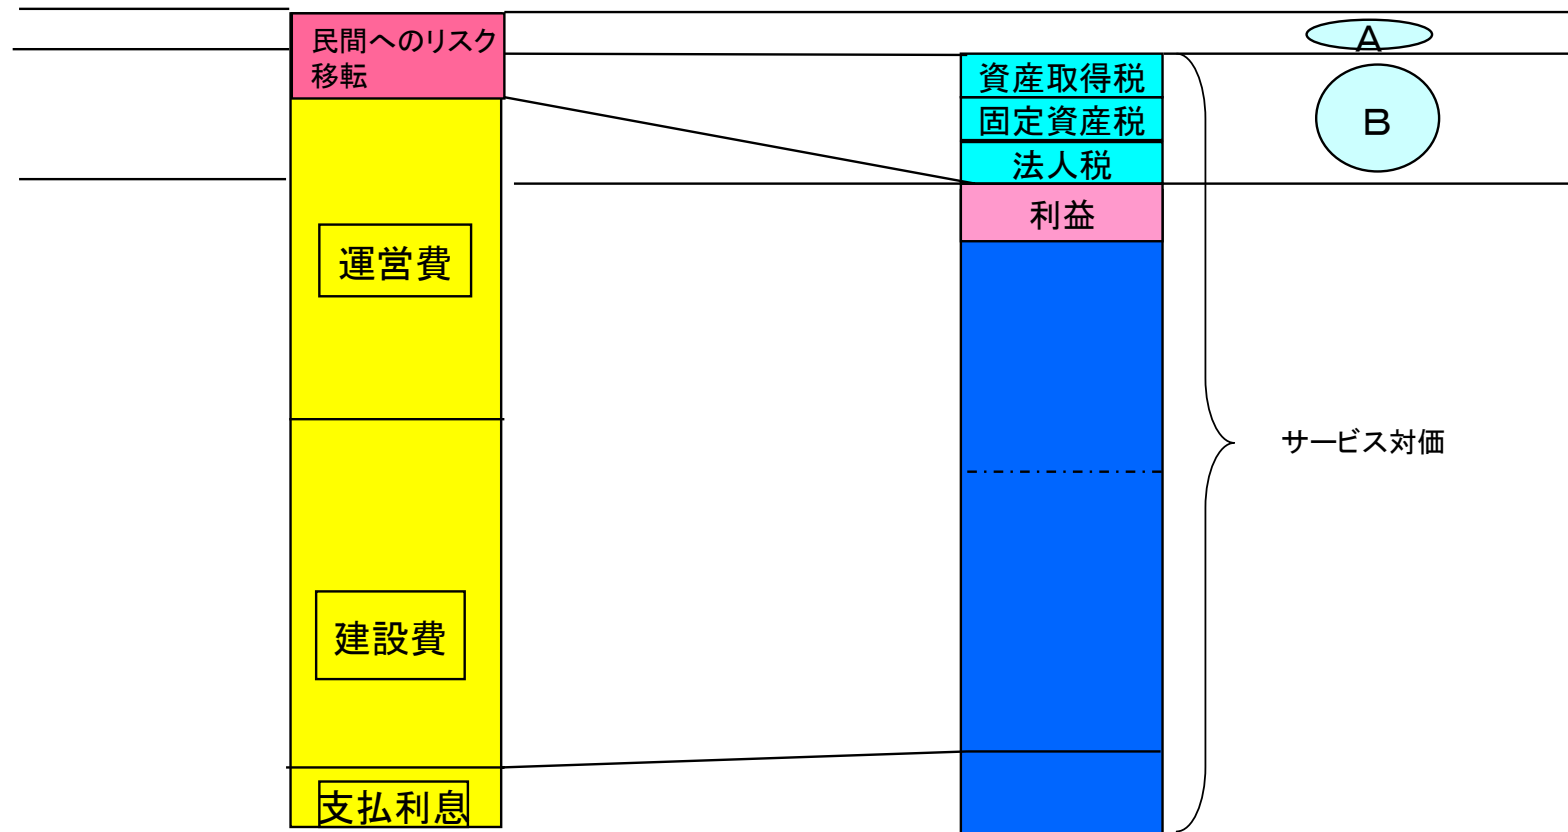 民間へのリスク
移転
運営費
建設費
支払利息
資産取得税
固定資産税
法人税
利益
A
B
サービス対価